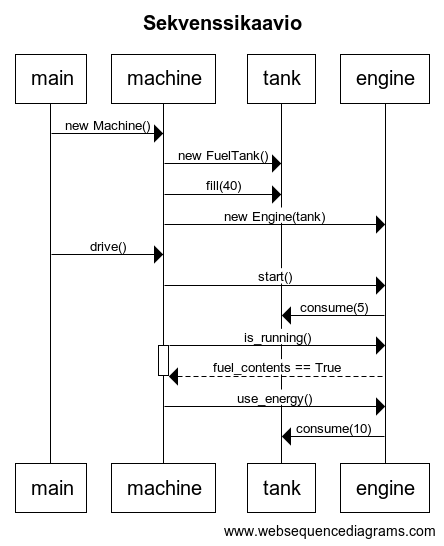 Sekvenssikaavio
main machine tank engine
new Machine()
new FuelTank()
fill(40)
new Engine(tank)
drive()
start()
consume(5)
is_running()
fuel_contents == True
use_energy()
consume(10)
main machine tank engine
www.websequencediagrams.com